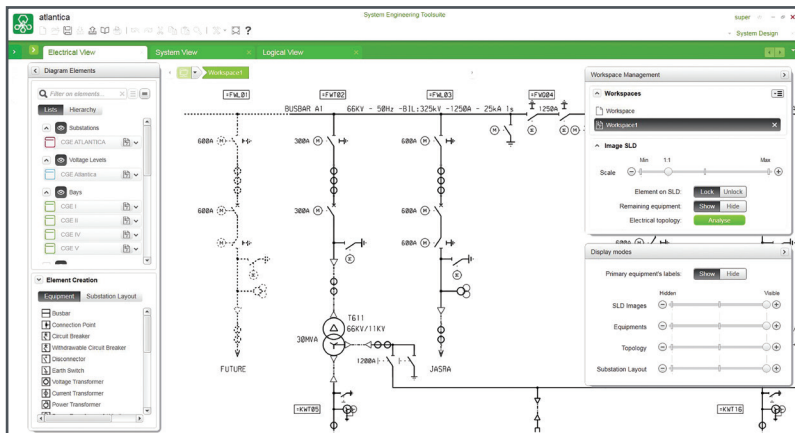 atlantica
System Engineering Toolsuite
super
System Design
Electrical View
System View
Logical View
Diagram Elements
Filter on elements...
Lists
Hierarchy
Substations
CGE ATLANTICA
Voltage Levels
CGE Atlantica
Bays
CGE I
CGE II
CGE IV
CGE V
Element Creation
Equipment
Substation Layout
Busbar
Connection Point
Circuit Breaker
Withdrawable Circuit Breaker
Disconnector
Earth Switch
Voltage Transformer
Current Transformer
Power Transformer
Workspace1
=FWL01
=FWT02
=FWL03
=FWG04
BUSBAR A1 66KV - 50Hz -BIL:325kV -1250A - 25kA 1s
1250A
600A M
300A M
600A M
M
E
M
E
600A M
300A M
600A M
M
M
E
E
E
T611
66KV/11KV
30MVA
1200A
FUTURE
JASRA
=KWT05
=KWT16
Workspace Management
Workspaces
Workspace
Workspace1
Image SLD
Min
1:1
Max
Scale
Element on SLD:
Lock
Unlock
Remaining equipment:
Show
Hide
Electrical topology:
Analyse
Display modes
Primary equipment's labels:
Show
Hide
Hidden
Visible
SLD Images
Equipments
Topology
Substation Layout